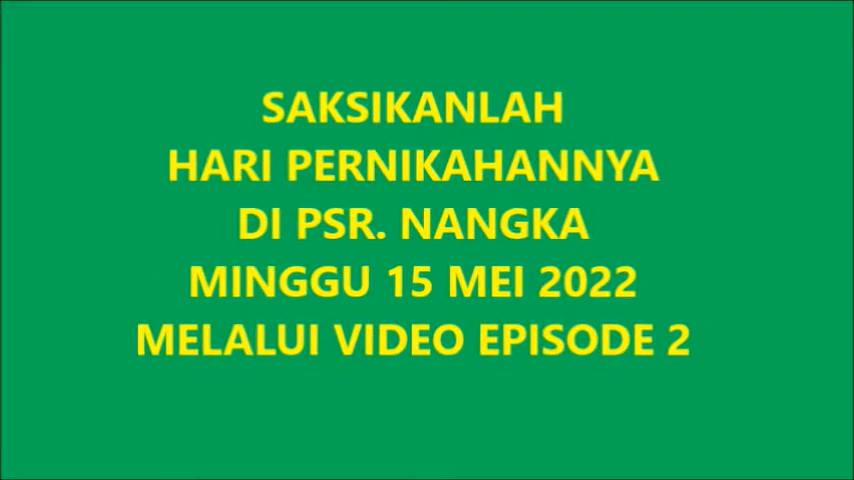 SAKSIKANLAH
HARI PERNIKAHANNYA
DI PSR. NANGKA
MINGGU 15 MEI 2022
MELALUI VIDEO EPISODE 2